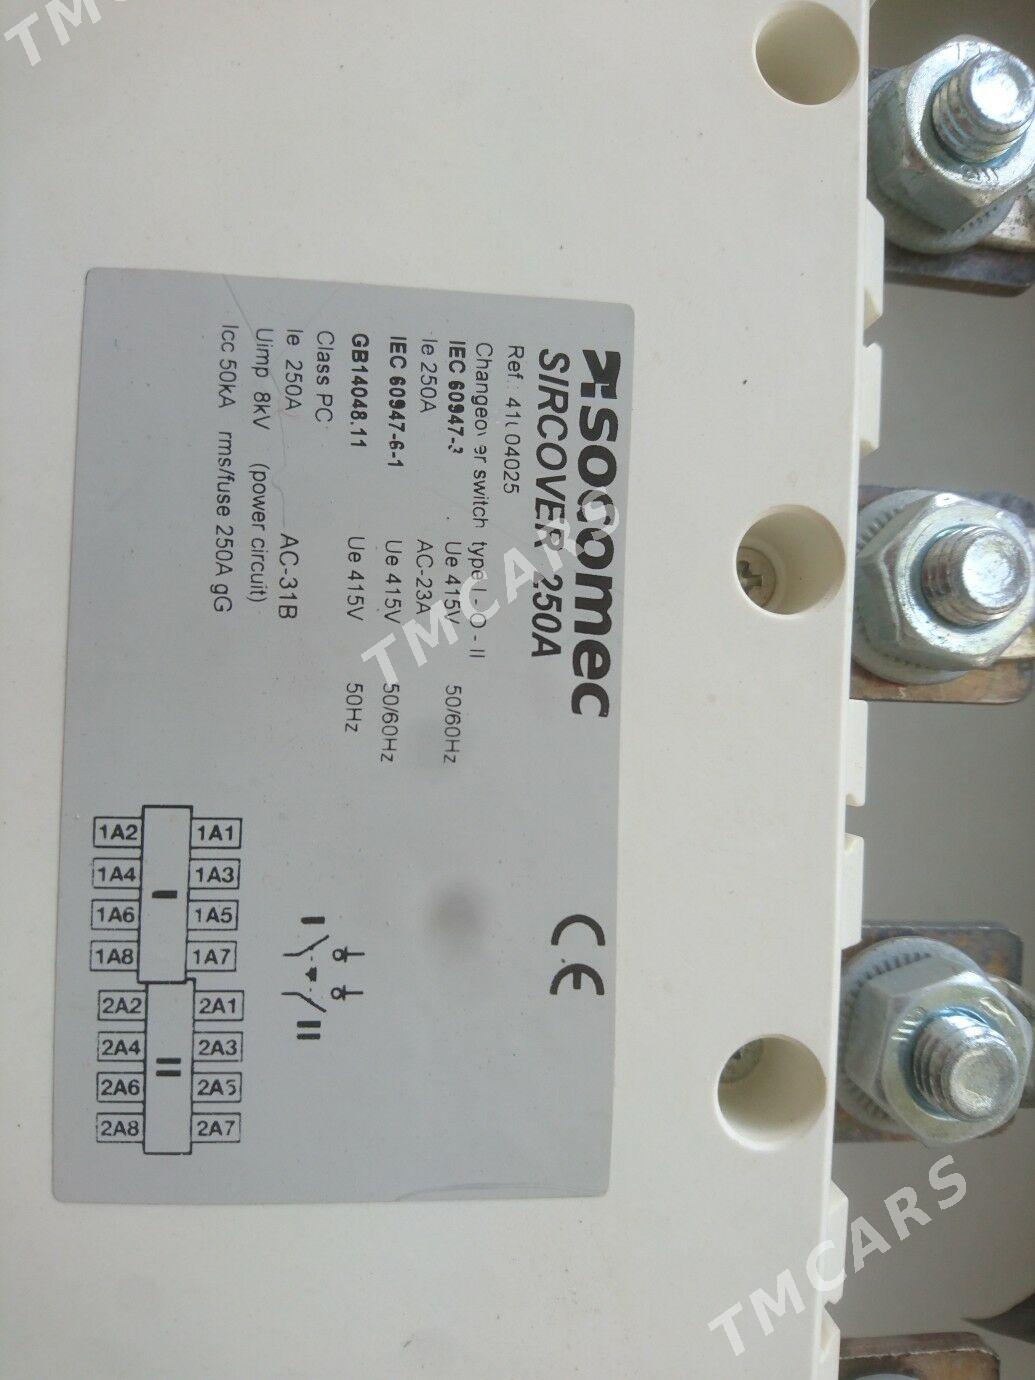 socomec
SIRCOVER 250A
Ref.: 41 04025
Changeover switch type I - O - II
IEC 60947-3 Ue 415V 50/60Hz
Ie 250A AC-23A
IEC 60947-6-1 Ue 415V 50/60Hz
GB14048.11 Ue 415V 50Hz
Class PC
Ie 250A AC-31B
Uimp 8kV (power circuit)
Icc 50kA rms/fuse 250A gG
CE
I II
1A1 1A3 1A5 1A7 2A1 2A3 2A5 2A7
I II
1A2 1A4 1A6 1A8 2A2 2A4 2A6 2A8
TMCARS
TMCARS
TMC